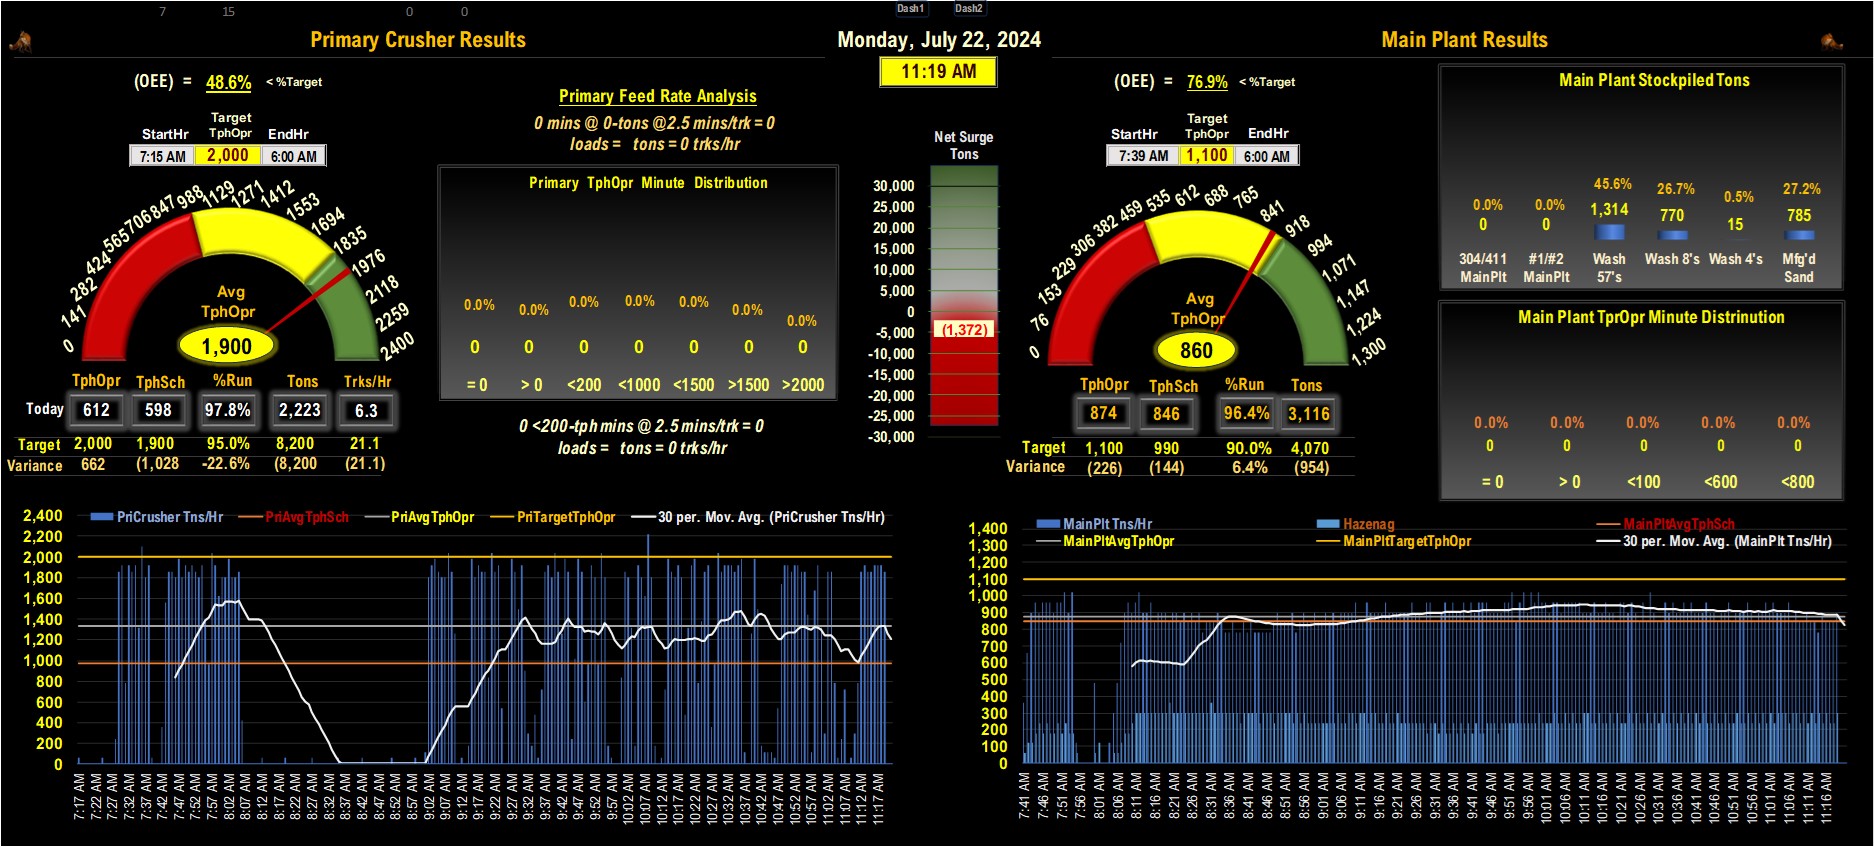 7 15 0 0 Dash1 Dash2
Primary Crusher Results
Monday, July 22, 2024
Main Plant Results
11:19 AM
(OEE) = 48.6% < %Target
Target
StartHr TphOpr EndHr
7:15 AM 2,000 6:00 AM
0 141 282 424 565 706 847 988 1129 1271 1412 1553 1694 1835 1976 2118 2259 2400
Avg
TphOpr
1,900
TphOpr TphSch %Run Tons Trks/Hr
Today 612 598 97.8% 2,223 6.3
Target 2,000 1,900 95.0% 8,200 21.1
Variance 662 (1,028 -22.6% (8,200 (21.1)
Primary Feed Rate Analysis
0 mins @ 0-tons @2.5 mins/trk = 0
loads = tons = 0 trks/hr
Primary TphOpr Minute Distribution
0.0% 0.0% 0.0% 0.0% 0.0% 0.0% 0.0%
0 0 0 0 0 0 0
= 0 > 0 <200 <1000 <1500 >1500 >2000
0 <200-tph mins @ 2.5 mins/trk = 0
loads = tons = 0 trks/hr
Net Surge
Tons
30,000
25,000
20,000
15,000
10,000
5,000
0
(1,372)
-5,000
-10,000
-15,000
-20,000
-25,000
-30,000
(OEE) = 76.9% < %Target
Target
StartHr TphOpr EndHr
7:39 AM 1,100 6:00 AM
0 76 153 229 306 382 459 535 612 688 765 841 918 994 1,071 1,147 1,224 1,300
Avg
TphOpr
860
TphOpr TphSch %Run Tons
874 846 96.4% 3,116
Target 1,100 990 90.0% 4,070
Variance (226) (144) 6.4% (954)
Main Plant Stockpiled Tons
0.0% 0.0% 45.6% 26.7% 0.5% 27.2%
0 0 1,314 770 15 785
304/411 #1/#2 Wash Wash 8's Wash 4's Mfg'd
MainPlt MainPlt 57's Sand
Main Plant TprOpr Minute Distrinution
0.0% 0.0% 0.0% 0.0% 0.0%
0 0 0 0 0
= 0 > 0 <100 <600 <800
PriCrusher Tns/Hr PriAvgTphSch PriAvgTphOpr PriTargetTphOpr 30 per. Mov. Avg. (PriCrusher Tns/Hr)
2,400
2,200
2,000
1,800
1,600
1,400
1,200
1,000
800
600
400
200
0
7:17 AM 7:22 AM 7:27 AM 7:32 AM 7:37 AM 7:42 AM 7:47 AM 7:52 AM 7:57 AM 8:02 AM 8:07 AM 8:12 AM 8:17 AM 8:22 AM 8:27 AM 8:32 AM 8:37 AM 8:42 AM 8:47 AM 8:52 AM 8:57 AM 9:02 AM 9:07 AM 9:12 AM 9:17 AM 9:22 AM 9:27 AM 9:32 AM 9:37 AM 9:42 AM 9:47 AM 9:52 AM 9:57 AM 10:02 AM 10:07 AM 10:12 AM 10:17 AM 10:22 AM 10:27 AM 10:32 AM 10:37 AM 10:42 AM 10:47 AM 10:52 AM 10:57 AM 11:02 AM 11:07 AM 11:12 AM 11:17 AM
MainPlt Tns/Hr Hazenag MainPltAvgTphSch
MainPltAvgTphOpr MainPltTargetTphOpr 30 per. Mov. Avg. (MainPlt Tns/Hr)
1,400
1,300
1,200
1,100
1,000
900
800
700
600
500
400
300
200
100
0
7:41 AM 7:46 AM 7:51 AM 7:56 AM 8:01 AM 8:06 AM 8:11 AM 8:16 AM 8:21 AM 8:26 AM 8:31 AM 8:36 AM 8:41 AM 8:46 AM 8:51 AM 8:56 AM 9:01 AM 9:06 AM 9:11 AM 9:16 AM 9:21 AM 9:26 AM 9:31 AM 9:36 AM 9:41 AM 9:46 AM 9:51 AM 9:56 AM 10:01 AM 10:06 AM 10:11 AM 10:16 AM 10:21 AM 10:26 AM 10:31 AM 10:36 AM 10:41 AM 10:46 AM 10:51 AM 10:56 AM 11:01 AM 11:06 AM 11:11 AM 11:16 AM